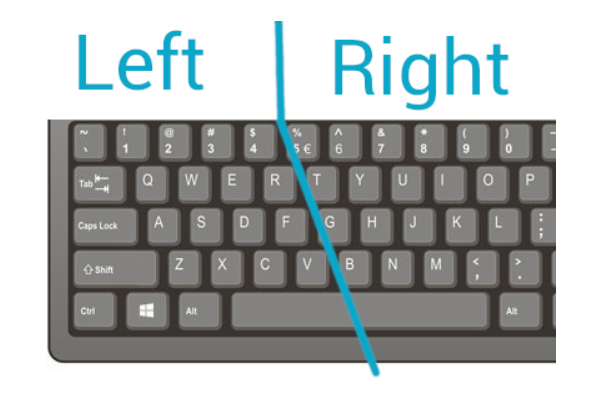 Left Right
~ ! @ # $ % ^ & * ( )
` 1 2 3 4 5 € 6 7 8 9 0
Tab Q W E R T Y U I O P
Caps Lock A S D F G H J K L : ;
Shift Z X C V B N M < , > .
Ctrl Alt Alt